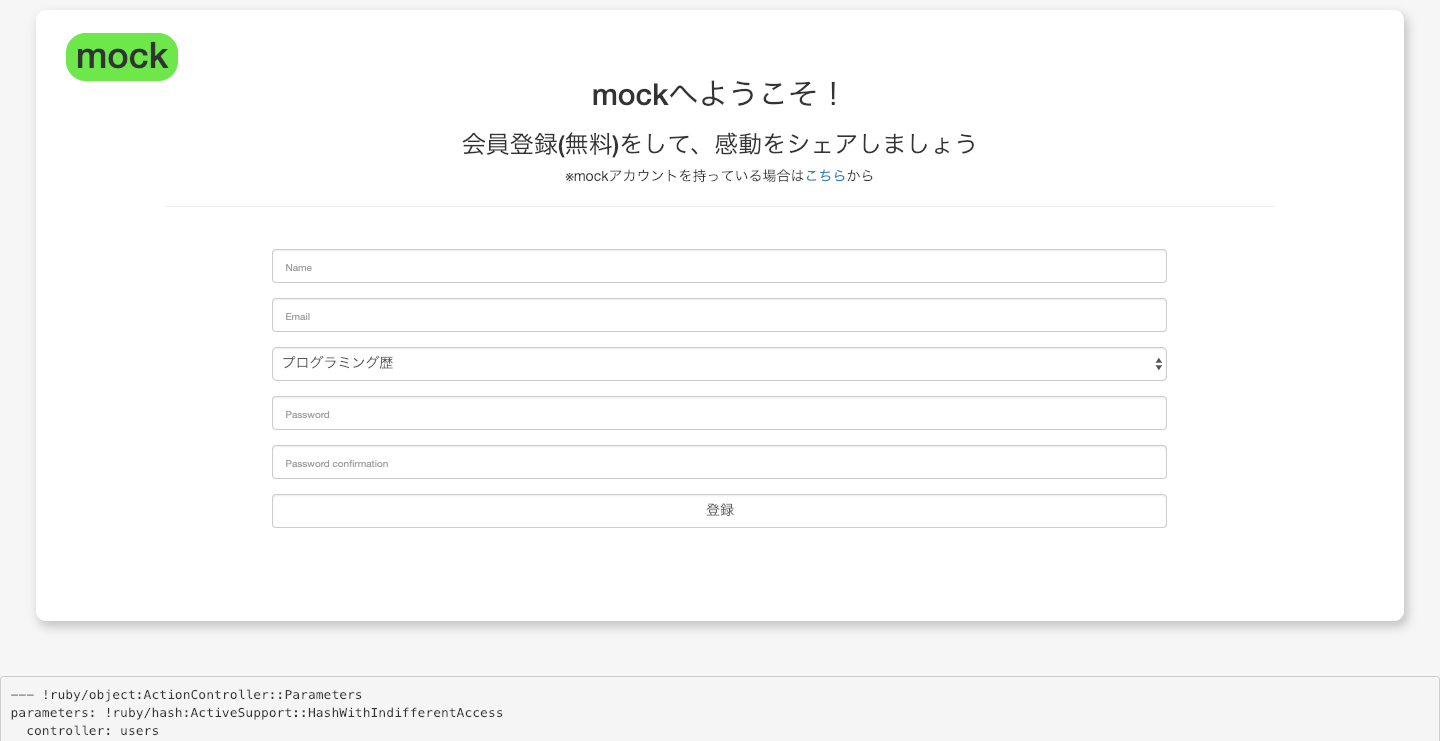 mock
mockへようこそ！
会員登録(無料)をして、感動をシェアしましょう
※mockアカウントを持っている場合はこちらから
Name
Email
プログラミング歴
Password
Password confirmation
登録
--- !ruby/object:ActionController::Parameters
parameters: !ruby/hash:ActiveSupport::HashWithIndifferentAccess
  controller: users